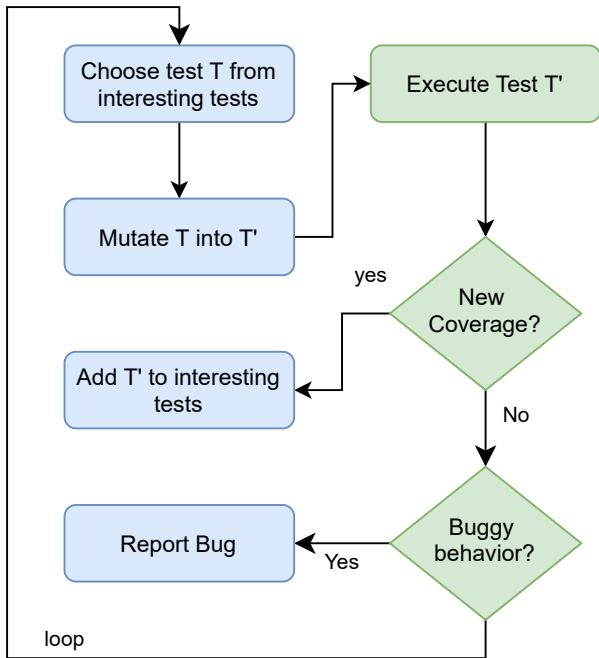 Choose test T from
interesting tests
Execute Test T'
Mutate T into T'
yes
New
Coverage?
Add T' to interesting
tests
No
Report Bug
Yes
Buggy
behavior?
loop